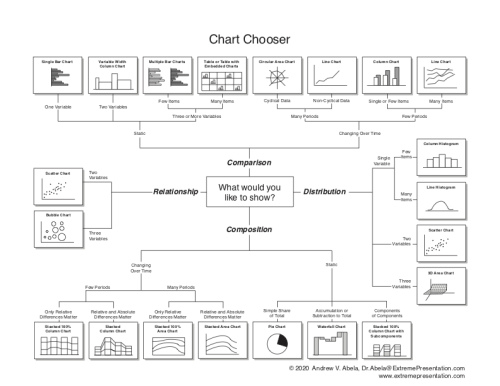 Chart Chooser
Single Bar Chart
Variable Width
Column Chart
Multiple Bar Charts
Table or Table with
Embedded Charts
Circular Area Chart
Line Chart
Column Chart
Line Chart
One Variable
Two Variables
Few Items
Many Items
Three or More Variables
Cyclical Data
Non-Cyclical Data
Many Periods
Single or Few Items
Many Items
Few Periods
Static
Changing Over Time
Comparison
Scatter Chart
Two
Variables
Bubble Chart
Three
Variables
Relationship
What would you
like to show?
Distribution
Single
Variable
Few
Items
Column Histogram
Many
Items
Line Histogram
Two
Variables
Scatter Chart
Three
Variables
3D Area Chart
Composition
Changing
Over Time
Static
Few Periods
Many Periods
Only Relative
Differences Matter
Relative and Absolute
Differences Matter
Only Relative
Differences Matter
Relative and Absolute
Differences Matter
Simple Share
of Total
Accumulation or
Subtraction to Total
Components
of Components
Stacked 100%
Column Chart
Stacked
Column Chart
Stacked 100%
Area Chart
Stacked Area Chart
Pie Chart
Waterfall Chart
Stacked 100%
Column Chart with
Subcomponents
© 2020 Andrew V. Abela, Dr.Abela@ExtremePresentation.com
www.extremepresentation.com